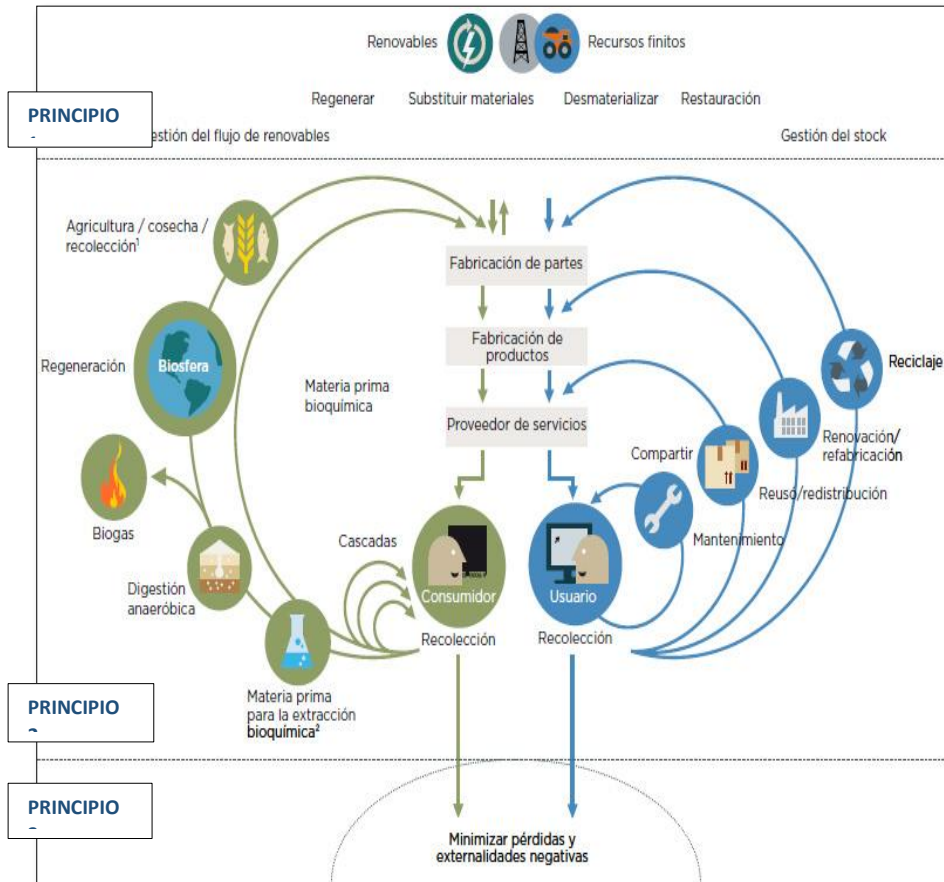 Renovables
Recursos finitos
Regenerar
Substituir materiales
Desmaterializar
Restauración
PRINCIPIO
estión del flujo de renovables
Gestión del stock
Agricultura / cosecha /
recolección¹
Fabricación de partes
Fabricación de
productos
Regeneración
Biosfera
Reciclaje
Materia prima
bioquímica
Proveedor de servicios
Renovación/
refabricación
Compartir
Reuso/redistribución
Mantenimiento
Biogas
Cascadas
Digestión
anaeróbica
Consumidor
Usuario
Recolección
Recolección
Materia prima
para la extracción
bioquímica²
PRINCIPIO
PRINCIPIO
Minimizar pérdidas y
externalidades negativas